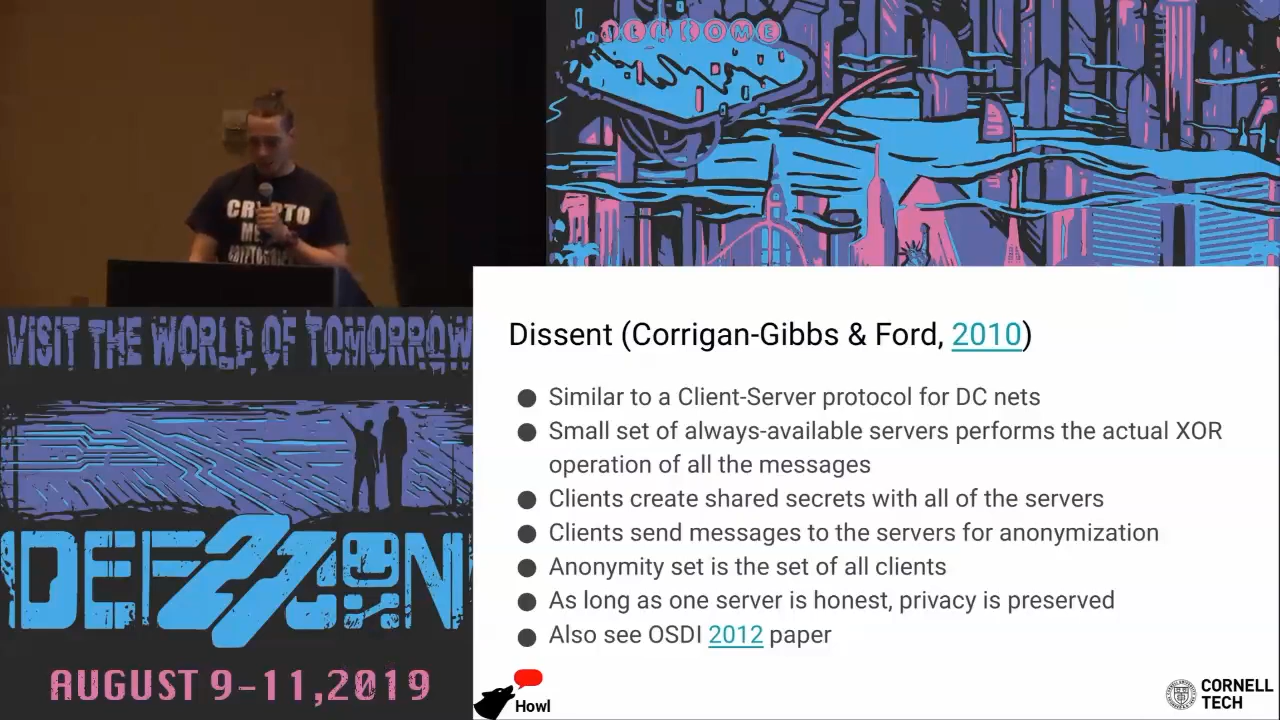 WELCOME
CRYPTO
VISIT THE WORLD OF TOMORROW
DEF CON
27
AUGUST 9-11,2019
Dissent (Corrigan-Gibbs & Ford, 2010)
● Similar to a Client-Server protocol for DC nets
● Small set of always-available servers performs the actual XOR
operation of all the messages
● Clients create shared secrets with all of the servers
● Clients send messages to the servers for anonymization
● Anonymity set is the set of all clients
● As long as one server is honest, privacy is preserved
● Also see OSDI 2012 paper
Howl
CORNELL
TECH